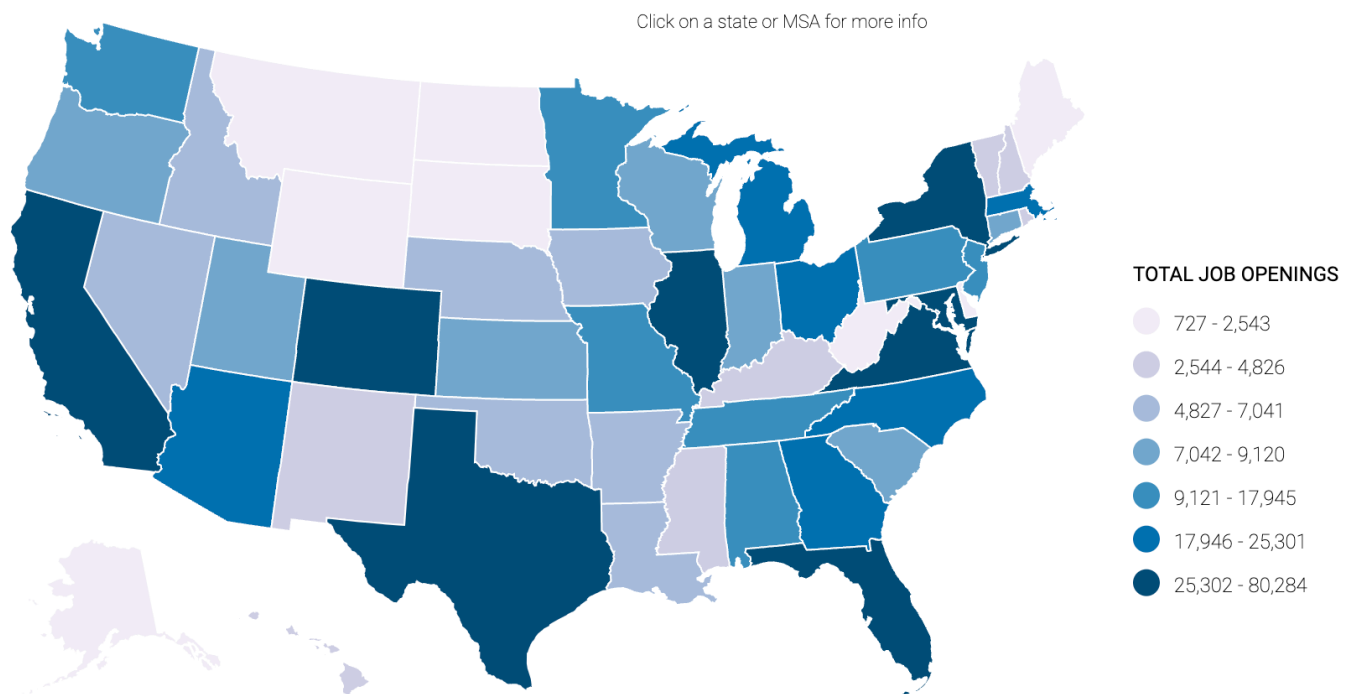 Click on a state or MSA for more info
TOTAL JOB OPENINGS
727 - 2,543
2,544 - 4,826
4,827 - 7,041
7,042 - 9,120
9,121 - 17,945
17,946 - 25,301
25,302 - 80,284